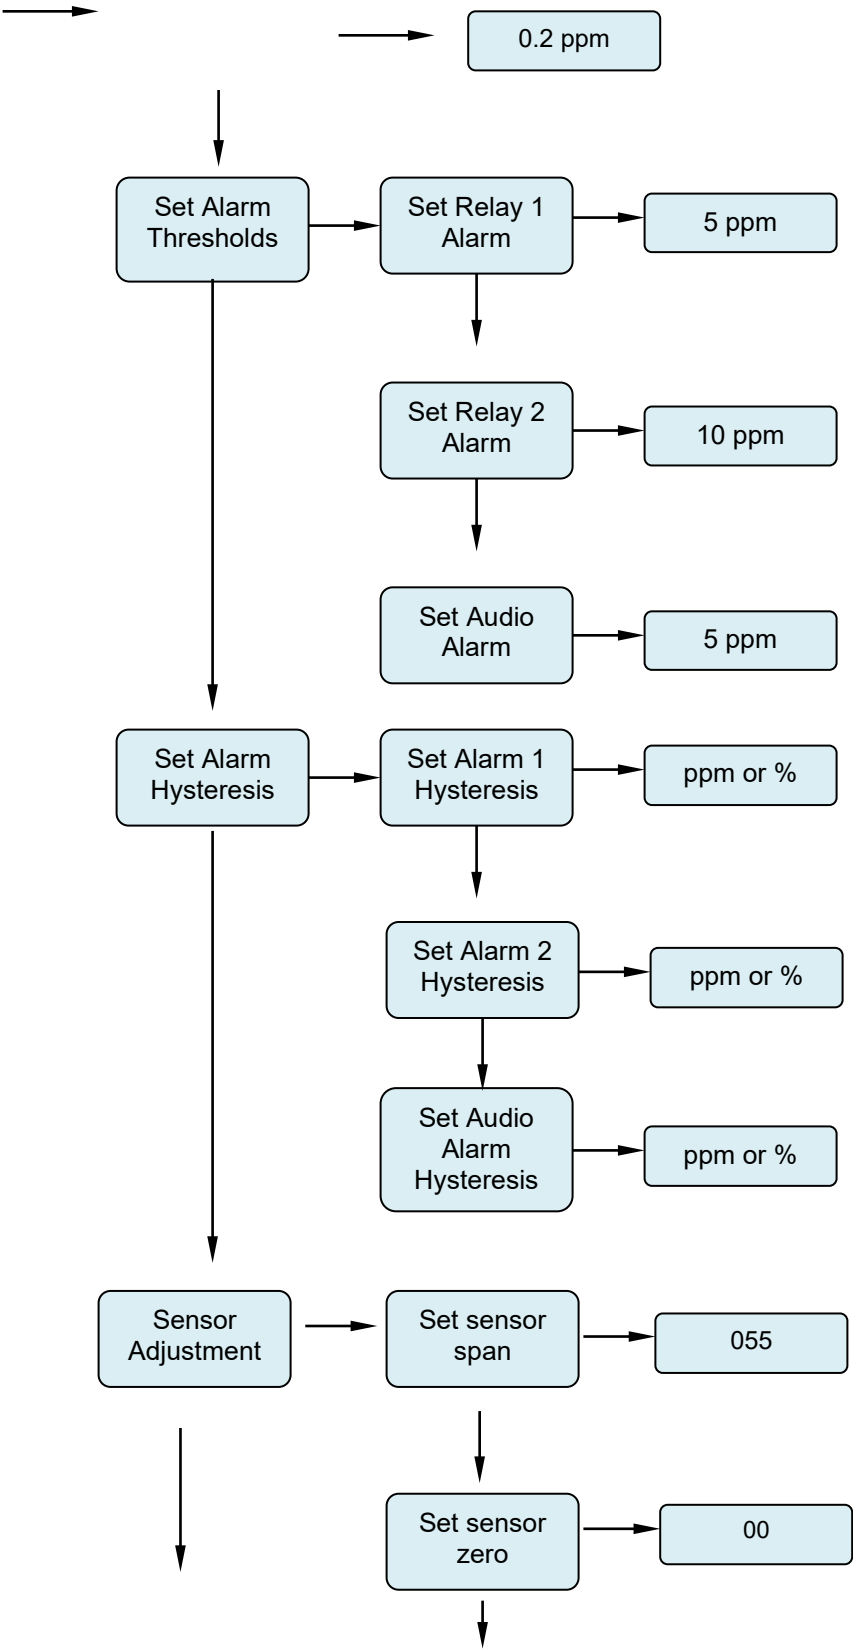 0.2 ppm
Set Alarm
Thresholds
Set Relay 1
Alarm
5 ppm
Set Relay 2
Alarm
10 ppm
Set Audio
Alarm
5 ppm
Set Alarm
Hysteresis
Set Alarm 1
Hysteresis
ppm or %
Set Alarm 2
Hysteresis
ppm or %
Set Audio
Alarm
Hysteresis
ppm or %
Sensor
Adjustment
Set sensor
span
055
Set sensor
zero
00